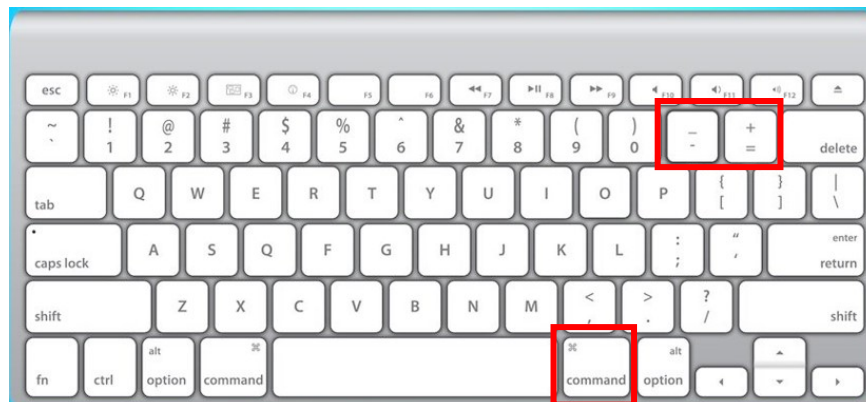 esc F1 F2 F3 F4 F5 F6 F7 F8 F9 F10 F11 F12
~ ! @ # $ % ^ & * ( ) _ +
` 1 2 3 4 5 6 7 8 9 0 - = delete
{ } |
tab Q W E R T Y U I O P [ ] \
: “ enter
caps lock A S Q F G H J K L ; ‘ return
< > ?
shift Z X C V B N M , . / shift
alt ⌘ ⌘ alt
fn ctrl option command command option